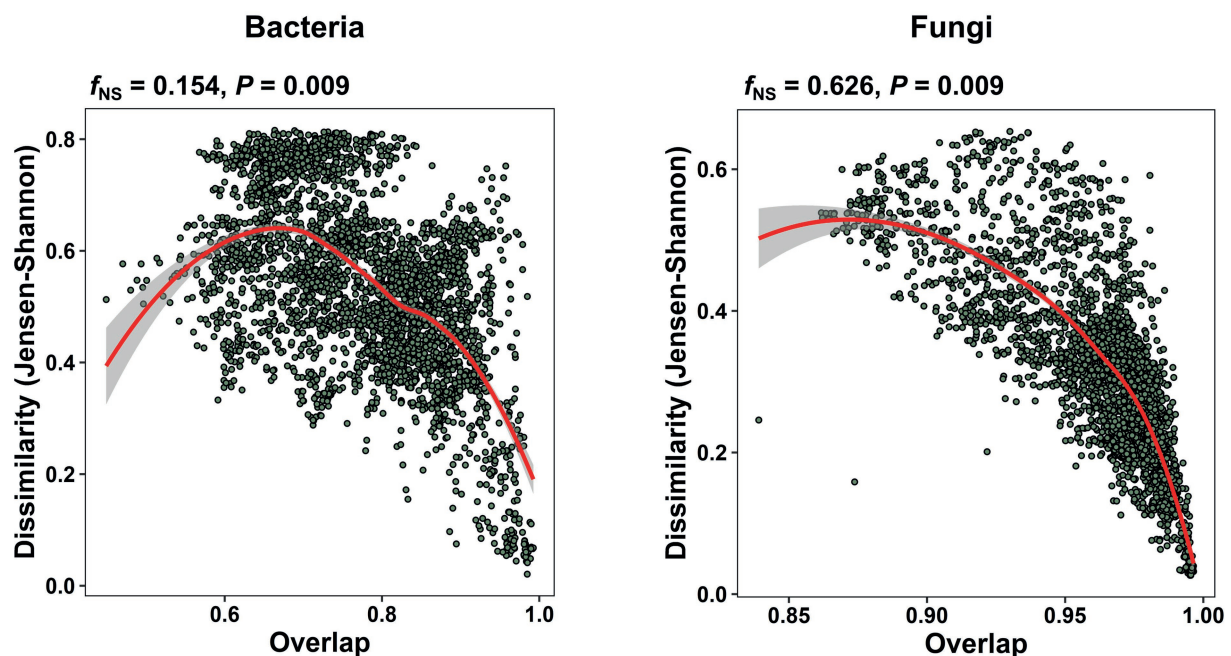 Bacteria
f_NS = 0.154, P = 0.009
Dissimilarity (Jensen-Shannon)
0.8
0.6
0.4
0.2
0.0
0.6 0.8 1.0
Overlap
Fungi
f_NS = 0.626, P = 0.009
Dissimilarity (Jensen-Shannon)
0.6
0.4
0.2
0.0
0.85 0.90 0.95 1.00
Overlap